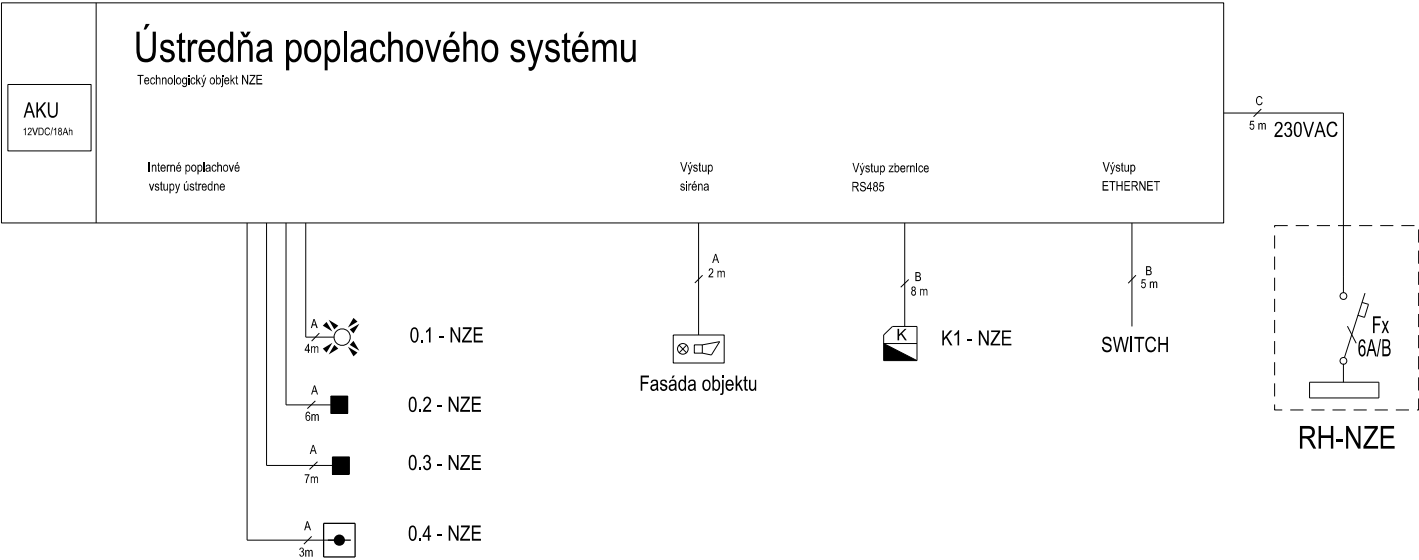 Ústredňa poplachového systému
Technologický objekt NZE
AKU
12VDC/18Ah
C
5 m
230VAC
Interné poplachové
vstupy ústredne
Výstup
siréna
Výstup zbernice
RS485
Výstup
ETHERNET
A
2 m
B
8 m
B
5 m
A
4m
0.1 - NZE
Fasáda objektu
K
K1 - NZE
SWITCH
Fx
6A/B
A
6m
0.2 - NZE
RH-NZE
A
7m
0.3 - NZE
A
3m
0.4 - NZE